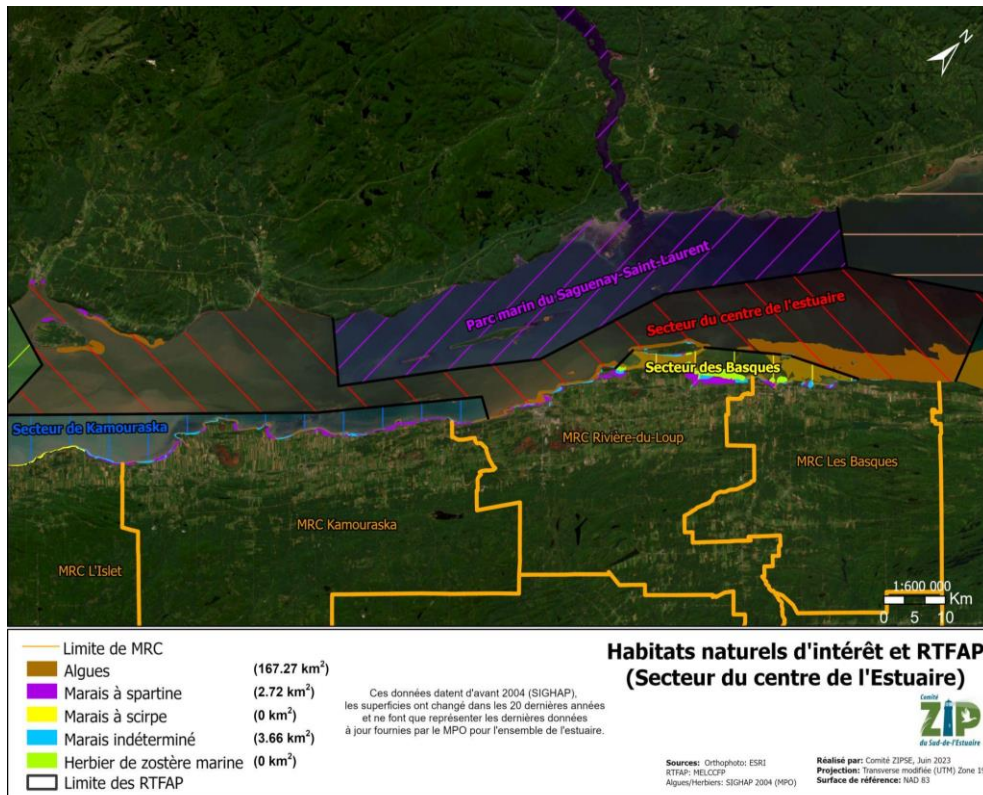 N
Parc marin du Saguenay-Saint-Laurent
Secteur du centre de l'estuaire
Secteur des Basques
Secteur de Kamouraska
MRC Rivière-du-Loup
MRC Les Basques
MRC Kamouraska
MRC L'Islet
1:600 000
Km
0 5 10
Limite de MRC
Algues (167.27 km²)
Marais à spartine (2.72 km²)
Marais à scirpe (0 km²)
Marais indéterminé (3.66 km²)
Herbier de zostère marine (0 km²)
Limite des RTFAP
Ces données datent d'avant 2004 (SIGHAP),
les superficies ont changé dans les 20 dernières années
et ne font que représenter les dernières données
à jour fournies par le MPO pour l'ensemble de l'estuaire.
Habitats naturels d'intérêt et RTFAP
(Secteur du centre de l'Estuaire)
Comité
ZIP
du Sud-de-l'Estuaire
Sources: Orthophoto: ESRI
RTFAP: MELCCFP
Algues/Herbiers: SIGHAP 2004 (MPO)
Réalisé par: Comité ZIPSE, Juin 2023
Projection: Transverse modifiée (UTM) Zone 19
Surface de référence: NAD 83